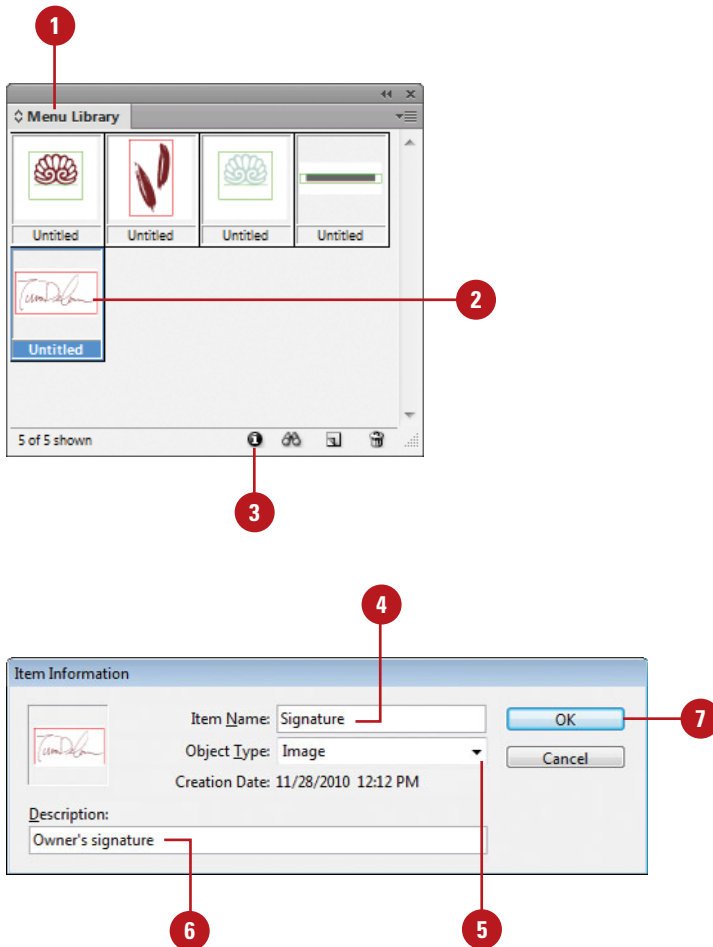 1
Menu Library
Untitled Untitled Untitled Untitled
2
Untitled
5 of 5 shown
3
4
Item Information
Item Name: Signature
OK
7
Object Type: Image
Cancel
Creation Date: 11/28/2010 12:12 PM
Description:
Owner's signature
6
5